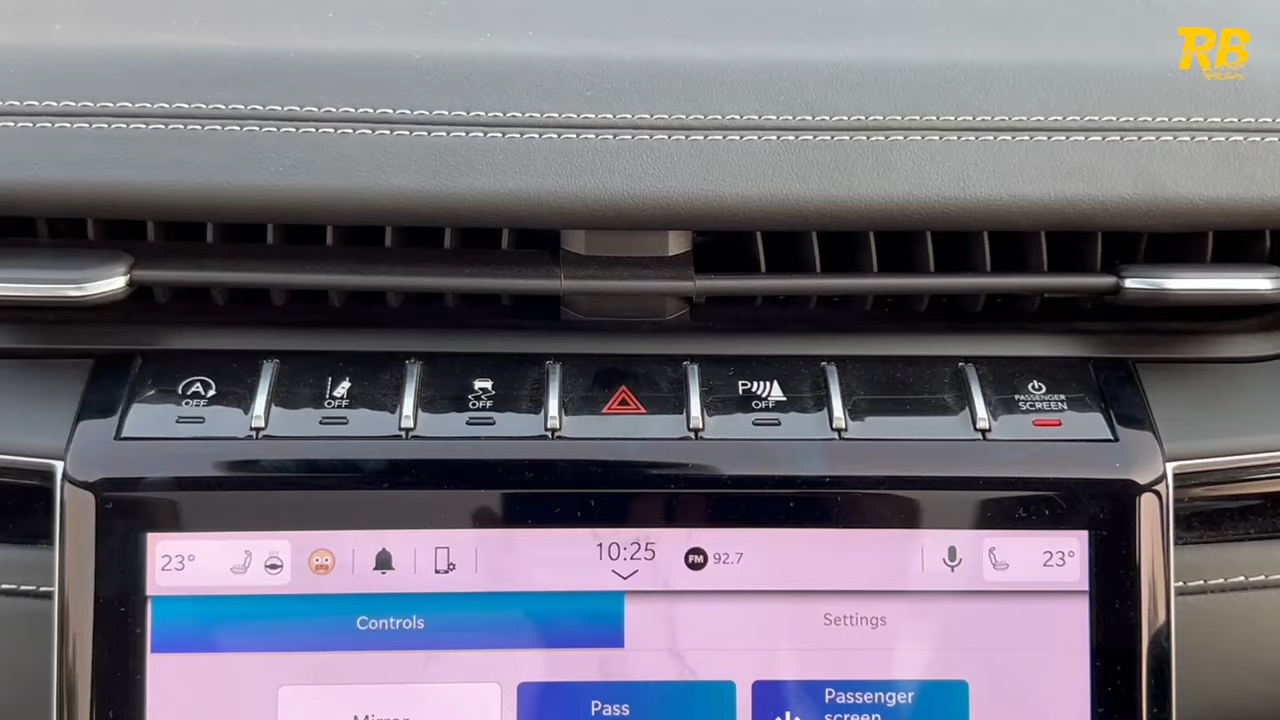 RB
A
OFF
OFF
OFF
P
OFF
PASSENGER
SCREEN
23°
10:25
FM 92.7
23°
Controls
Settings
Mirror
Pass
Passenger
screen